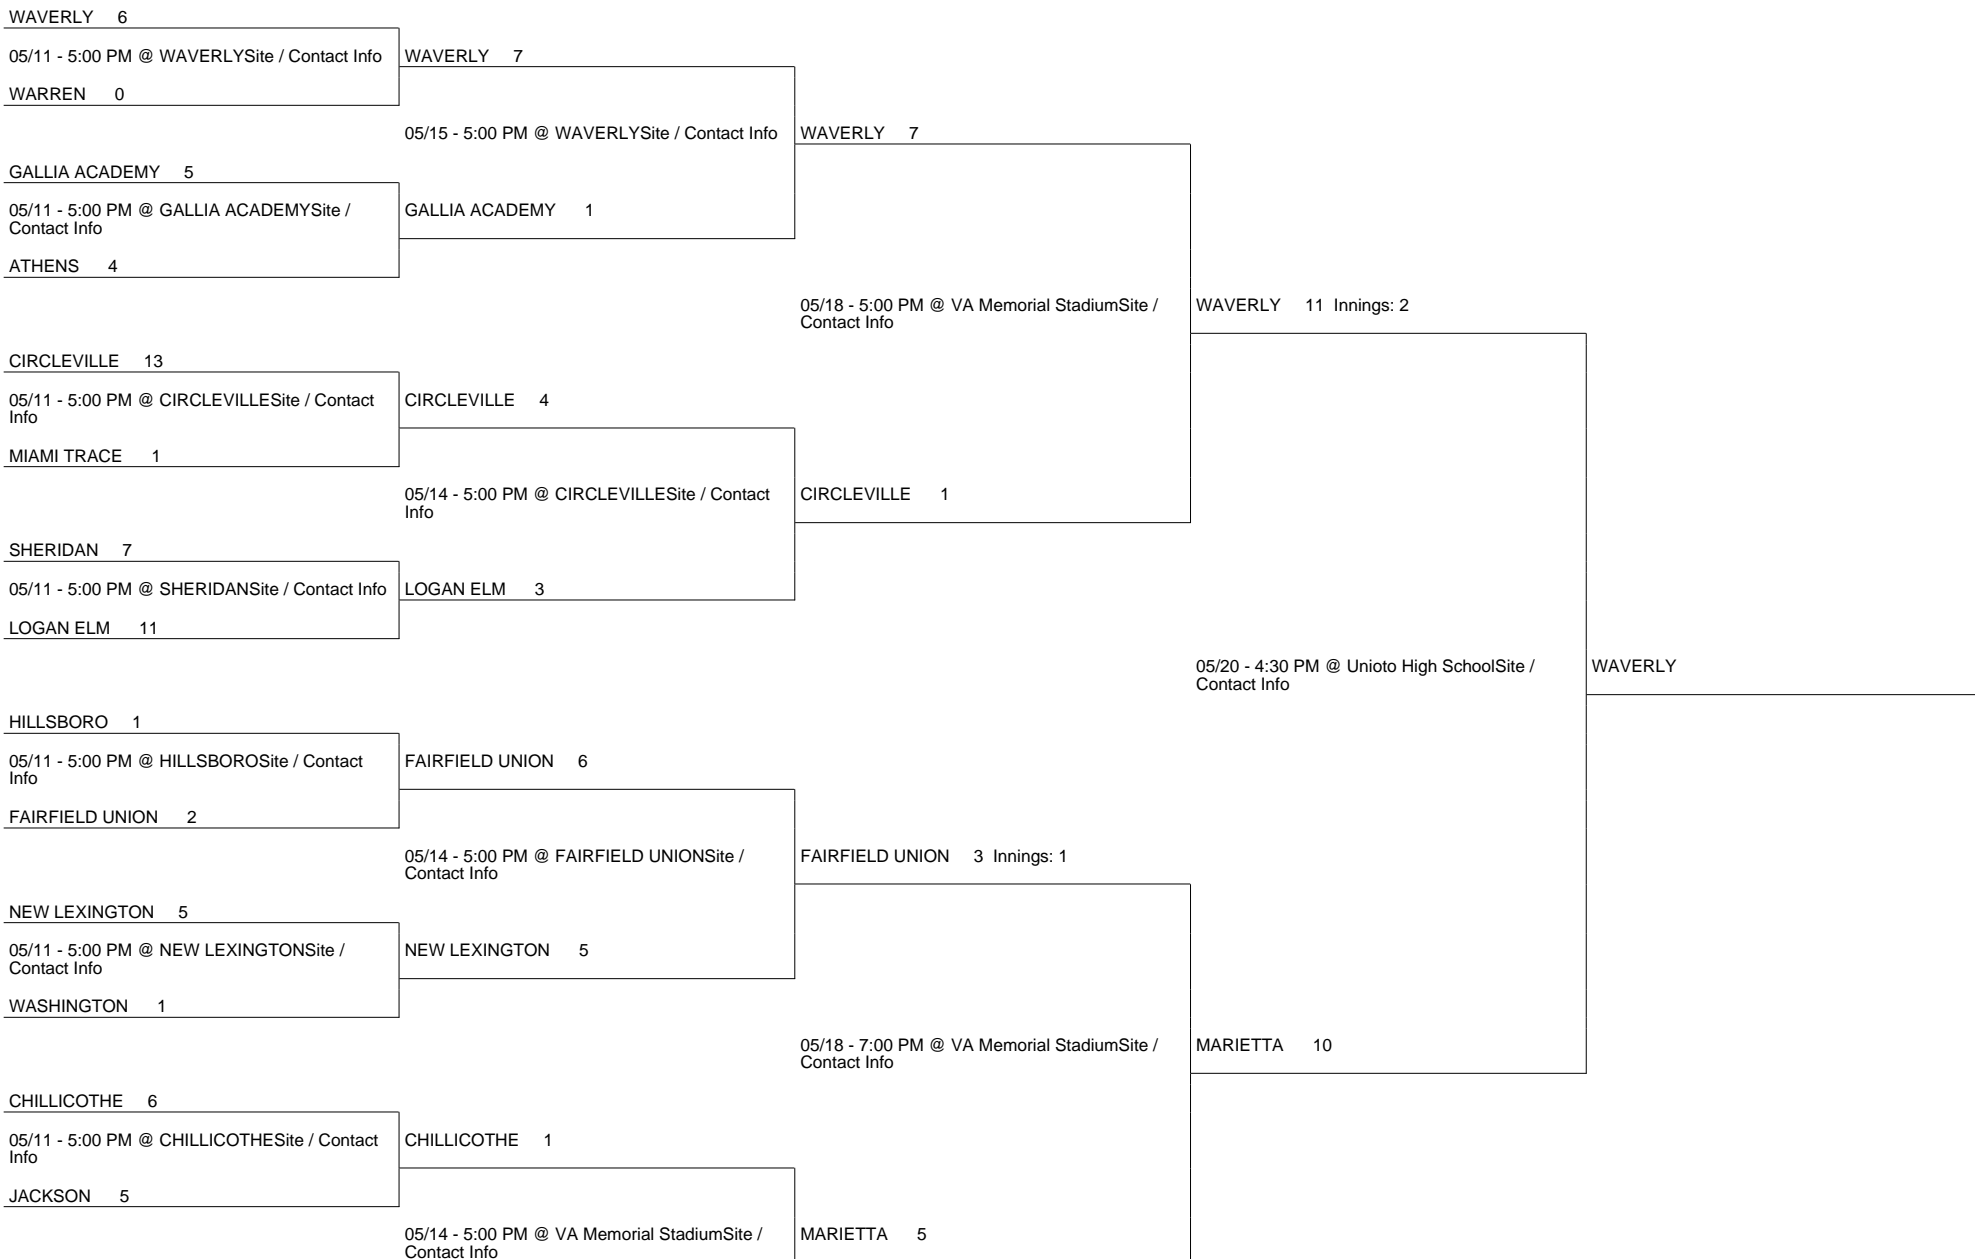 WAVERLY 6
05/11 - 5:00 PM @ WAVERLYSite / Contact Info
WARREN 0
GALLIA ACADEMY 5
05/11 - 5:00 PM @ GALLIA ACADEMYSite /
Contact Info
ATHENS 4
CIRCLEVILLE 13
05/11 - 5:00 PM @ CIRCLEVILLESite / Contact
Info
MIAMI TRACE 1
SHERIDAN 7
05/11 - 5:00 PM @ SHERIDANSite / Contact Info
LOGAN ELM 11
HILLSBORO 1
05/11 - 5:00 PM @ HILLSBOROSite / Contact
Info
FAIRFIELD UNION 2
NEW LEXINGTON 5
05/11 - 5:00 PM @ NEW LEXINGTONSite /
Contact Info
WASHINGTON 1
CHILLICOTHE 6
05/11 - 5:00 PM @ CHILLICOTHESite / Contact
Info
JACKSON 5
WAVERLY 7
05/15 - 5:00 PM @ WAVERLYSite / Contact Info
GALLIA ACADEMY 1
CIRCLEVILLE 4
05/14 - 5:00 PM @ CIRCLEVILLESite / Contact
Info
LOGAN ELM 3
FAIRFIELD UNION 6
05/14 - 5:00 PM @ FAIRFIELD UNIONSite /
Contact Info
NEW LEXINGTON 5
CHILLICOTHE 1
05/14 - 5:00 PM @ VA Memorial StadiumSite /
Contact Info
WAVERLY 7
05/18 - 5:00 PM @ VA Memorial StadiumSite /
Contact Info
CIRCLEVILLE 1
FAIRFIELD UNION 3 Innings: 1
05/18 - 7:00 PM @ VA Memorial StadiumSite /
Contact Info
MARIETTA 5
WAVERLY 11 Innings: 2
05/20 - 4:30 PM @ Unioto High SchoolSite /
Contact Info
MARIETTA 10
WAVERLY